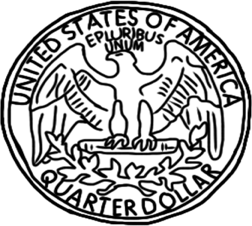 UNITED STATES OF AMERICA
E PLURIBUS
UNUM
QUARTER DOLLAR